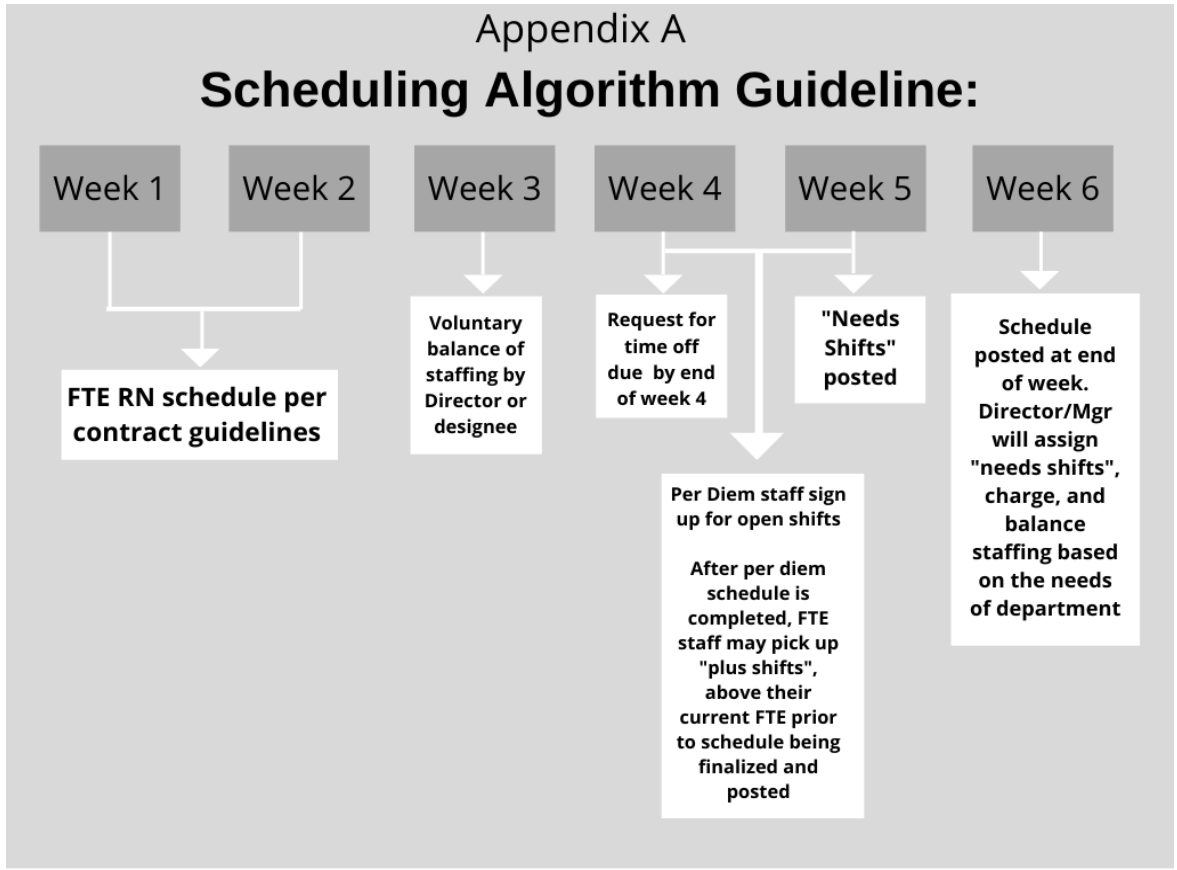 Appendix A
Scheduling Algorithm Guideline:
Week 1
Week 2
Week 3
Week 4
Week 5
Week 6
FTE RN schedule per
contract guidelines
Voluntary
balance of
staffing by
Director or
designee
Request for
time off
due by end
of week 4
"Needs
Shifts"
posted
Per Diem staff sign
up for open shifts
After per diem
schedule is
completed, FTE
staff may pick up
"plus shifts",
above their
current FTE prior
to schedule being
finalized and
posted
Schedule
posted at end
of week.
Director/Mgr
will assign
"needs shifts",
charge, and
balance
staffing based
on the needs
of department